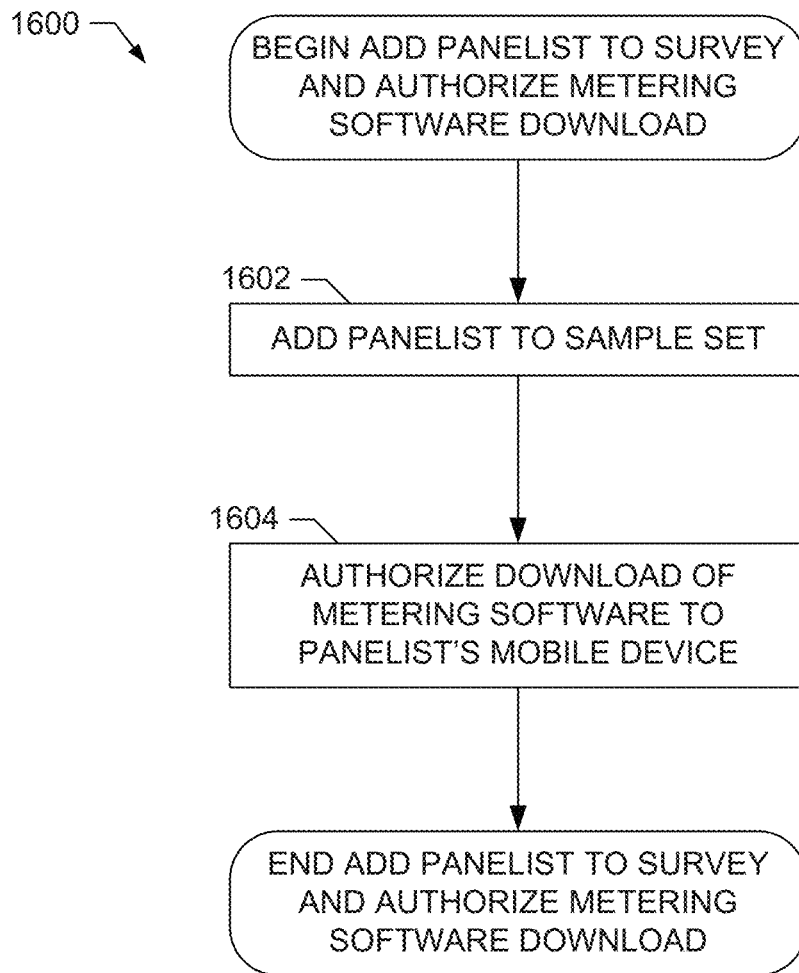 1600
BEGIN ADD PANELIST TO SURVEY
AND AUTHORIZE METERING
SOFTWARE DOWNLOAD
1602
ADD PANELIST TO SAMPLE SET
1604
AUTHORIZE DOWNLOAD OF
METERING SOFTWARE TO
PANELIST'S MOBILE DEVICE
END ADD PANELIST TO SURVEY
AND AUTHORIZE METERING
SOFTWARE DOWNLOAD